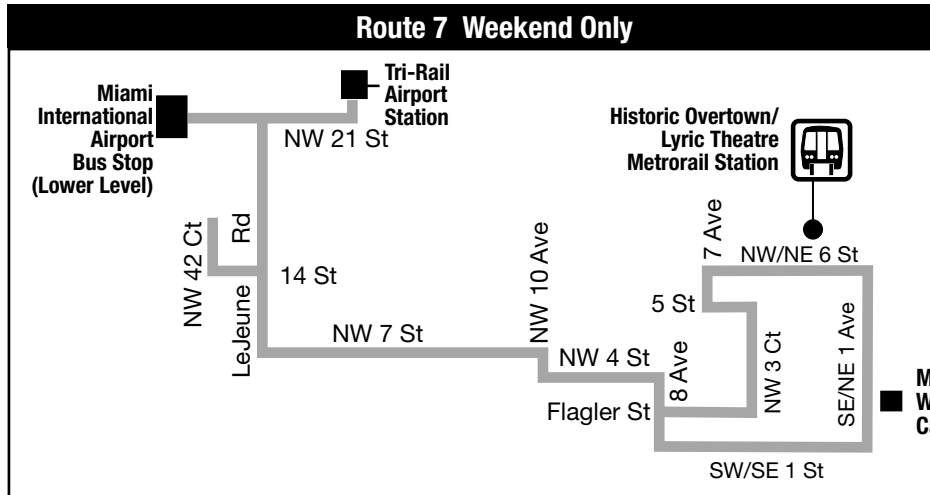 Route 7 Weekend Only
Miami
International
Airport
Bus Stop
(Lower Level)
Tri-Rail
Airport
Station
NW 21 St
Historic Overtown/
Lyric Theatre
Metrorail Station
NW 42 Ct
LeJeune Rd
14 St
NW 7 St
NW 10 Ave
NW 4 St
Flagler St
8 Ave
7 Ave
5 St
NW 3 Ct
NW/NE 6 St
SE/NE 1 Ave
SW/SE 1 St